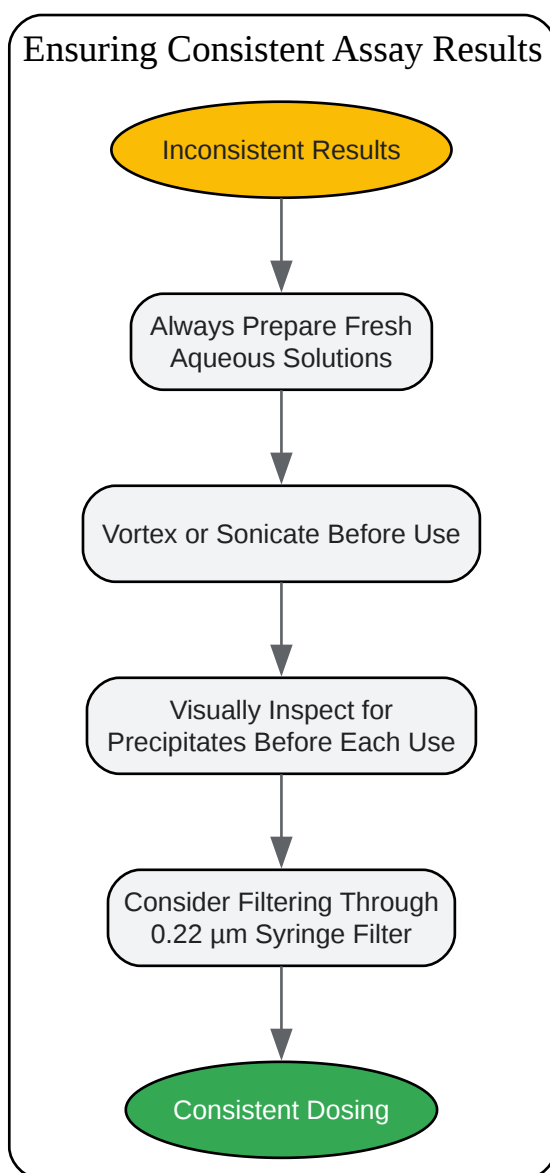 Ensuring Consistent Assay Results
Inconsistent Results
Always Prepare Fresh
Aqueous Solutions
Vortex or Sonicate Before Use
Visually Inspect for
Precipitates Before Each Use
Consider Filtering Through
0.22 µm Syringe Filter
Consistent Dosing